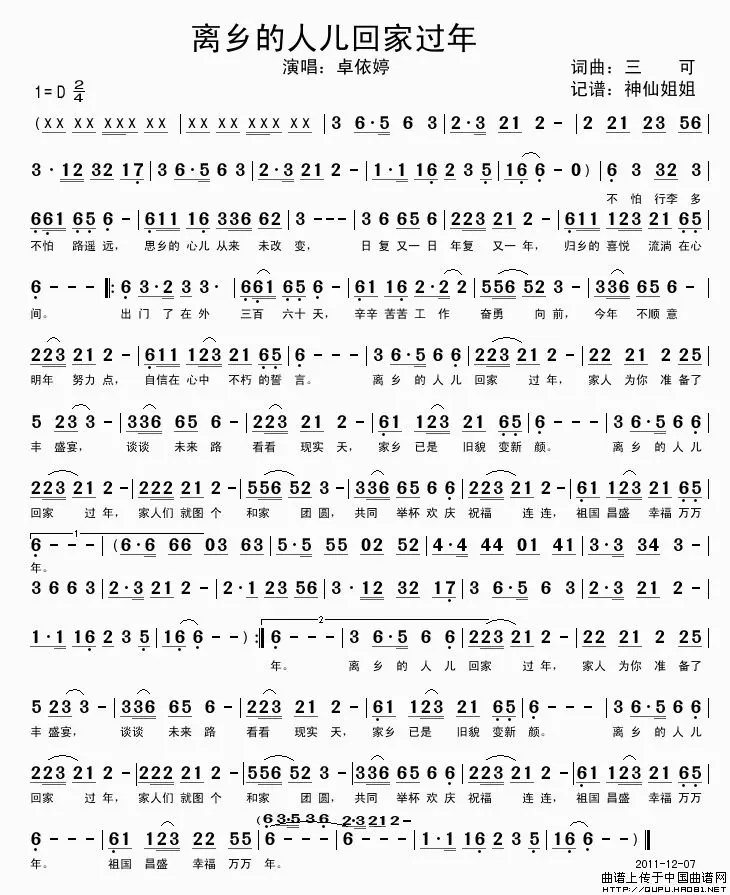 离乡的人儿回家过年
演唱：卓依婷
词曲：三 可
1=D 2/4
记谱：神仙姐姐
(XX XX XXX XX | XX XX XXX XX | 3 6·5 6 3 | 2·3 21 2 - | 2 21 23 56 |
3· 12 32 17 | 3 6·5 6 3 | 2·3 21 2 - | 1·1 16 2 3 5 | 16 6 - 0) | 6 3 32 3
不 怕 行李 多
661 65 6 - | 611 16 336 62 | 3 --- | 3 6 65 6 | 223 21 2 - | 611 123 21 65 |
不怕 路遥 远， 思乡的 心儿 从来 未改 变， 日 复 又一 日 年复 又一 年， 归乡的 喜悦 流淌 在心
6 - - - ‖: 6 3·2 3 3 | 661 65 6 - | 61 16 2·2 2 | 556 52 3 - | 336 65 6 - |
间。 出 门 了 在 外 三百 六十 天， 辛辛 苦苦 工 作 奋勇 向 前， 今年 不顺 意
223 21 2 - | 611 123 21 65 | 6 - - - | 3 6·5 6 6 | 223 21 2 - | 22 21 2 25 |
明年 努力 点， 自信在 心中 不朽 的誓 言。 离 乡 的 人 儿 回家 过 年， 家人 为你 准 备了
5 23 3 - | 336 65 6 | 223 21 2 - | 61 123 21 65 | 6 - - - | 3 6·5 6 6 |
丰 盛宴， 谈谈 未来 路 看看 现实 天， 家乡 已是 旧貌 变新 颜。 离 乡 的 人 儿
223 21 2 - | 222 21 2 2 | 556 52 3 - | 336 65 6 6 | 223 21 2 - | 61 123 21 65 |
回家 过 年， 家人们 就图 个 和家 团 圆， 共同 举杯 欢 庆 祝福 连 连， 祖国 昌盛 幸福 万万
1
6 - - - | (6·6 66 03 63 | 5·5 55 02 52 | 4·4 44 01 41 | 3·3 34 3 - |
年。
3 6 6 3 | 2·3 21 2 - | 2·1 23 56 | 3· 12 32 17 | 3 6·5 6 3 | 2·3 21 2 - |
2
1·1 16 2 3 5 | 16 6 - - ) :‖ 6 - - - | 3 6·5 6 6 | 223 21 2 - | 22 21 2 25 |
年。 离 乡 的 人 儿 回家 过 年， 家人 为你 准 备了
5 23 3 - | 336 65 6 - | 223 21 2 - | 61 123 21 65 | 6 - - - | 3 6·5 6 6 |
丰 盛宴， 谈谈 未来 路 看看 现实 天， 家乡 已是 旧貌 变新 颜。 离 乡 的 人 儿
223 21 2 - | 222 21 2 2 | 556 52 3 - | 336 65 6 6 | 223 21 2 - | 61 123 21 65 |
回家 过 年， 家人们 就图 个 和家 团 圆， 共同 举杯 欢 庆 祝福 连 连， 祖国 昌盛 幸福 万万
(6 3·5 3 6 2·3 21 2
6 - - - | 61 123 22 55 | 6 - - - | 6 - - - | 1·1 16 2 3 5 | 16 6 - - )‖
年。 祖国 昌盛 幸福 万万 年。
2011-12-07
曲谱上传于中国曲谱网
HTTP://QUPU.HAO81.NET